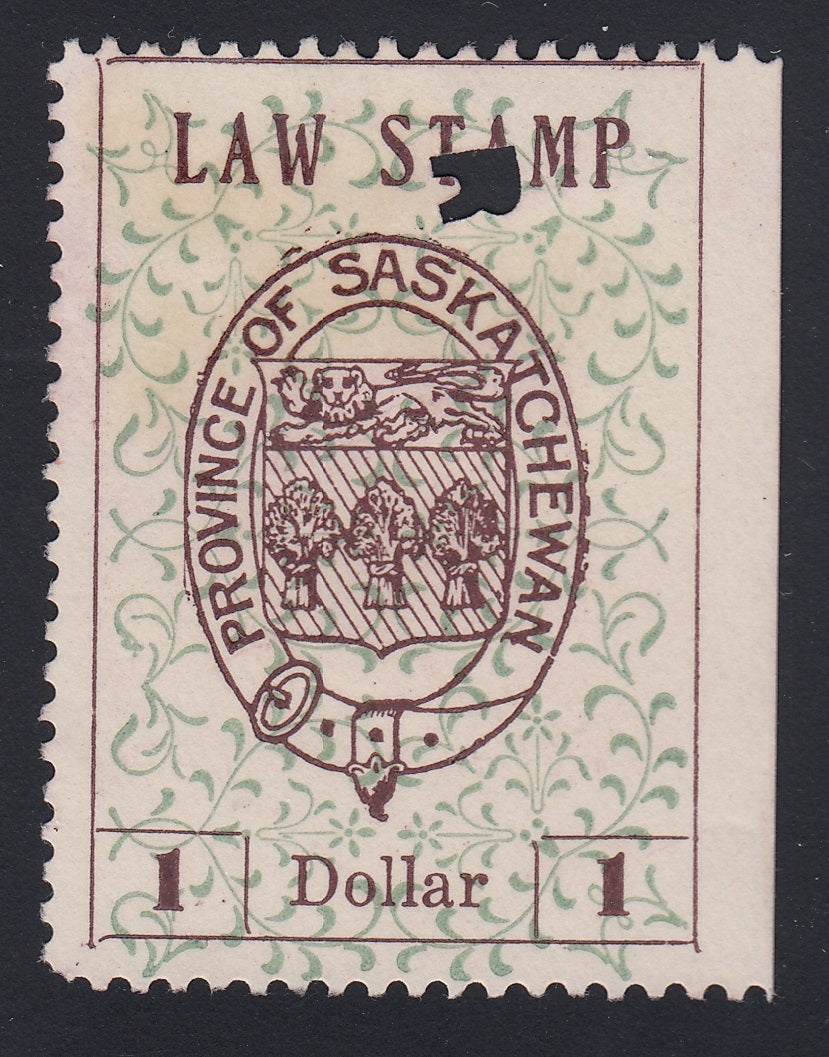 LAW STAMP
PROVINCE OF SASKATCHEWAN
1 Dollar 1